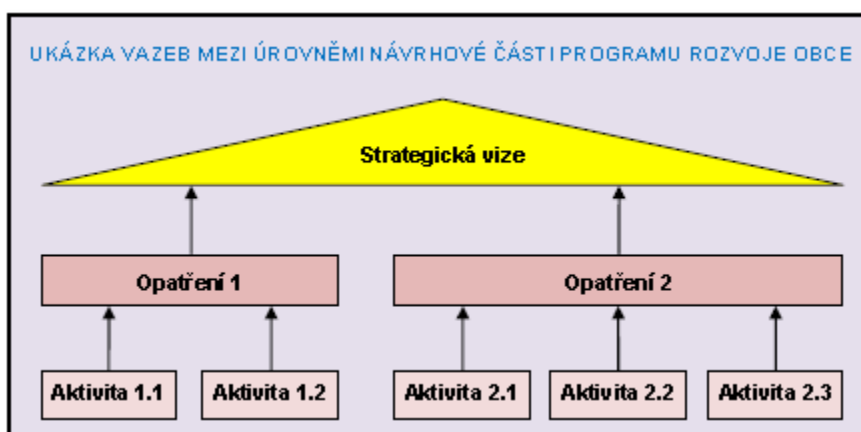 UKÁZKA VAZEB MEZI ÚROVNĚMI NÁVRHOVÉ ČÁSTI PROGRAMU ROZVOJE OBCE
Strategická vize
Opatření 1 Opatření 2
Aktivita 1.1 Aktivita 1.2 Aktivita 2.1 Aktivita 2.2 Aktivita 2.3